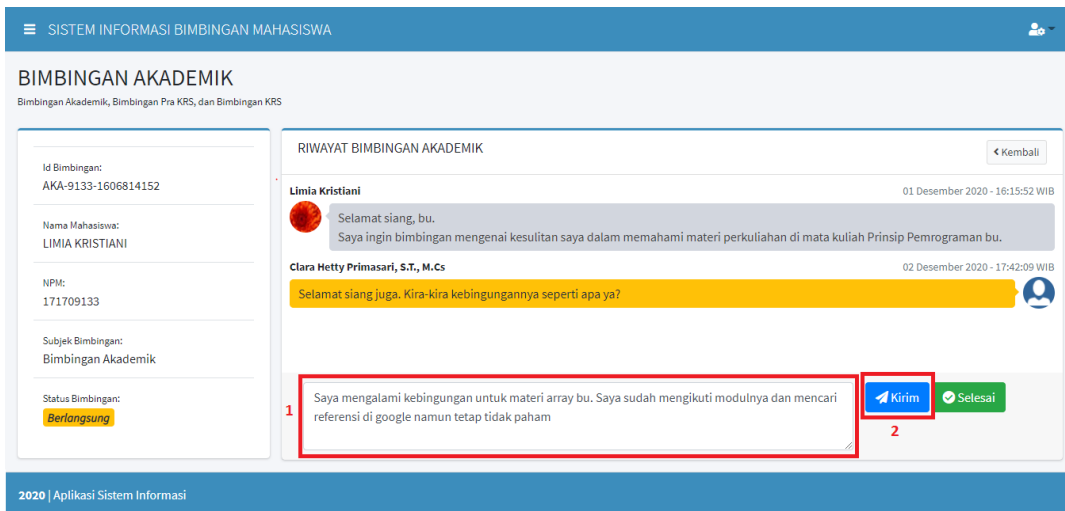 SISTEM INFORMASI BIMBINGAN MAHASISWA
BIMBINGAN AKADEMIK
Bimbingan Akademik, Bimbingan Pra KRS, dan Bimbingan KRS
Id Bimbingan:
AKA-9133-1606814152
Nama Mahasiswa:
LIMIA KRISTIANI
NPM:
171709133
Subjek Bimbingan:
Bimbingan Akademik
Status Bimbingan:
Berlangsung
RIWAYAT BIMBINGAN AKADEMIK
Kembali
Limia Kristiani
01 Desember 2020 - 16:15:52 WIB
Selamat siang, bu.
Saya ingin bimbingan mengenai kesulitan saya dalam memahami materi perkuliahan di mata kuliah Prinsip Pemrograman bu.
Clara Hetty Primasari, S.T., M.Cs
02 Desember 2020 - 17:42:09 WIB
Selamat siang juga. Kira-kira kebingungannya seperti apa ya?
1
Saya mengalami kebingungan untuk materi array bu. Saya sudah mengikuti modulnya dan mencari
referensi di google namun tetap tidak paham
Kirim
Selesai
2
2020 | Aplikasi Sistem Informasi